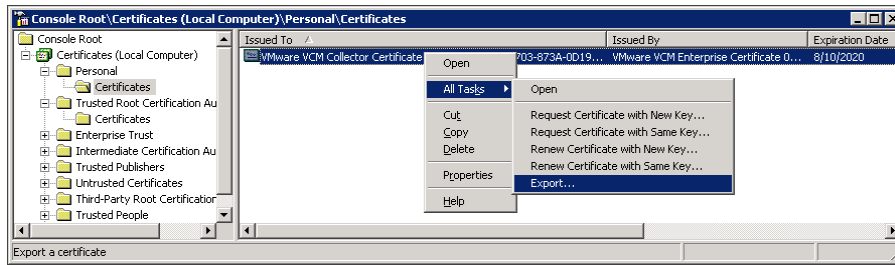 Console Root\Certificates (Local Computer)\Personal\Certificates
Console Root
Certificates (Local Computer)
Personal
Certificates
Trusted Root Certification Au
Certificates
Enterprise Trust
Intermediate Certification Au
Trusted Publishers
Untrusted Certificates
Third-Party Root Certification
Trusted People
Issued To Issued By Expiration Date
VMware VCM Collector Certificate 703-873A-0D19... VMware VCM Enterprise Certificate 0... 8/10/2020
Open
All Tasks
Cut
Copy
Delete
Properties
Help
Open
Request Certificate with New Key...
Request Certificate with Same Key...
Renew Certificate with New Key...
Renew Certificate with Same Key...
Export...
Export a certificate